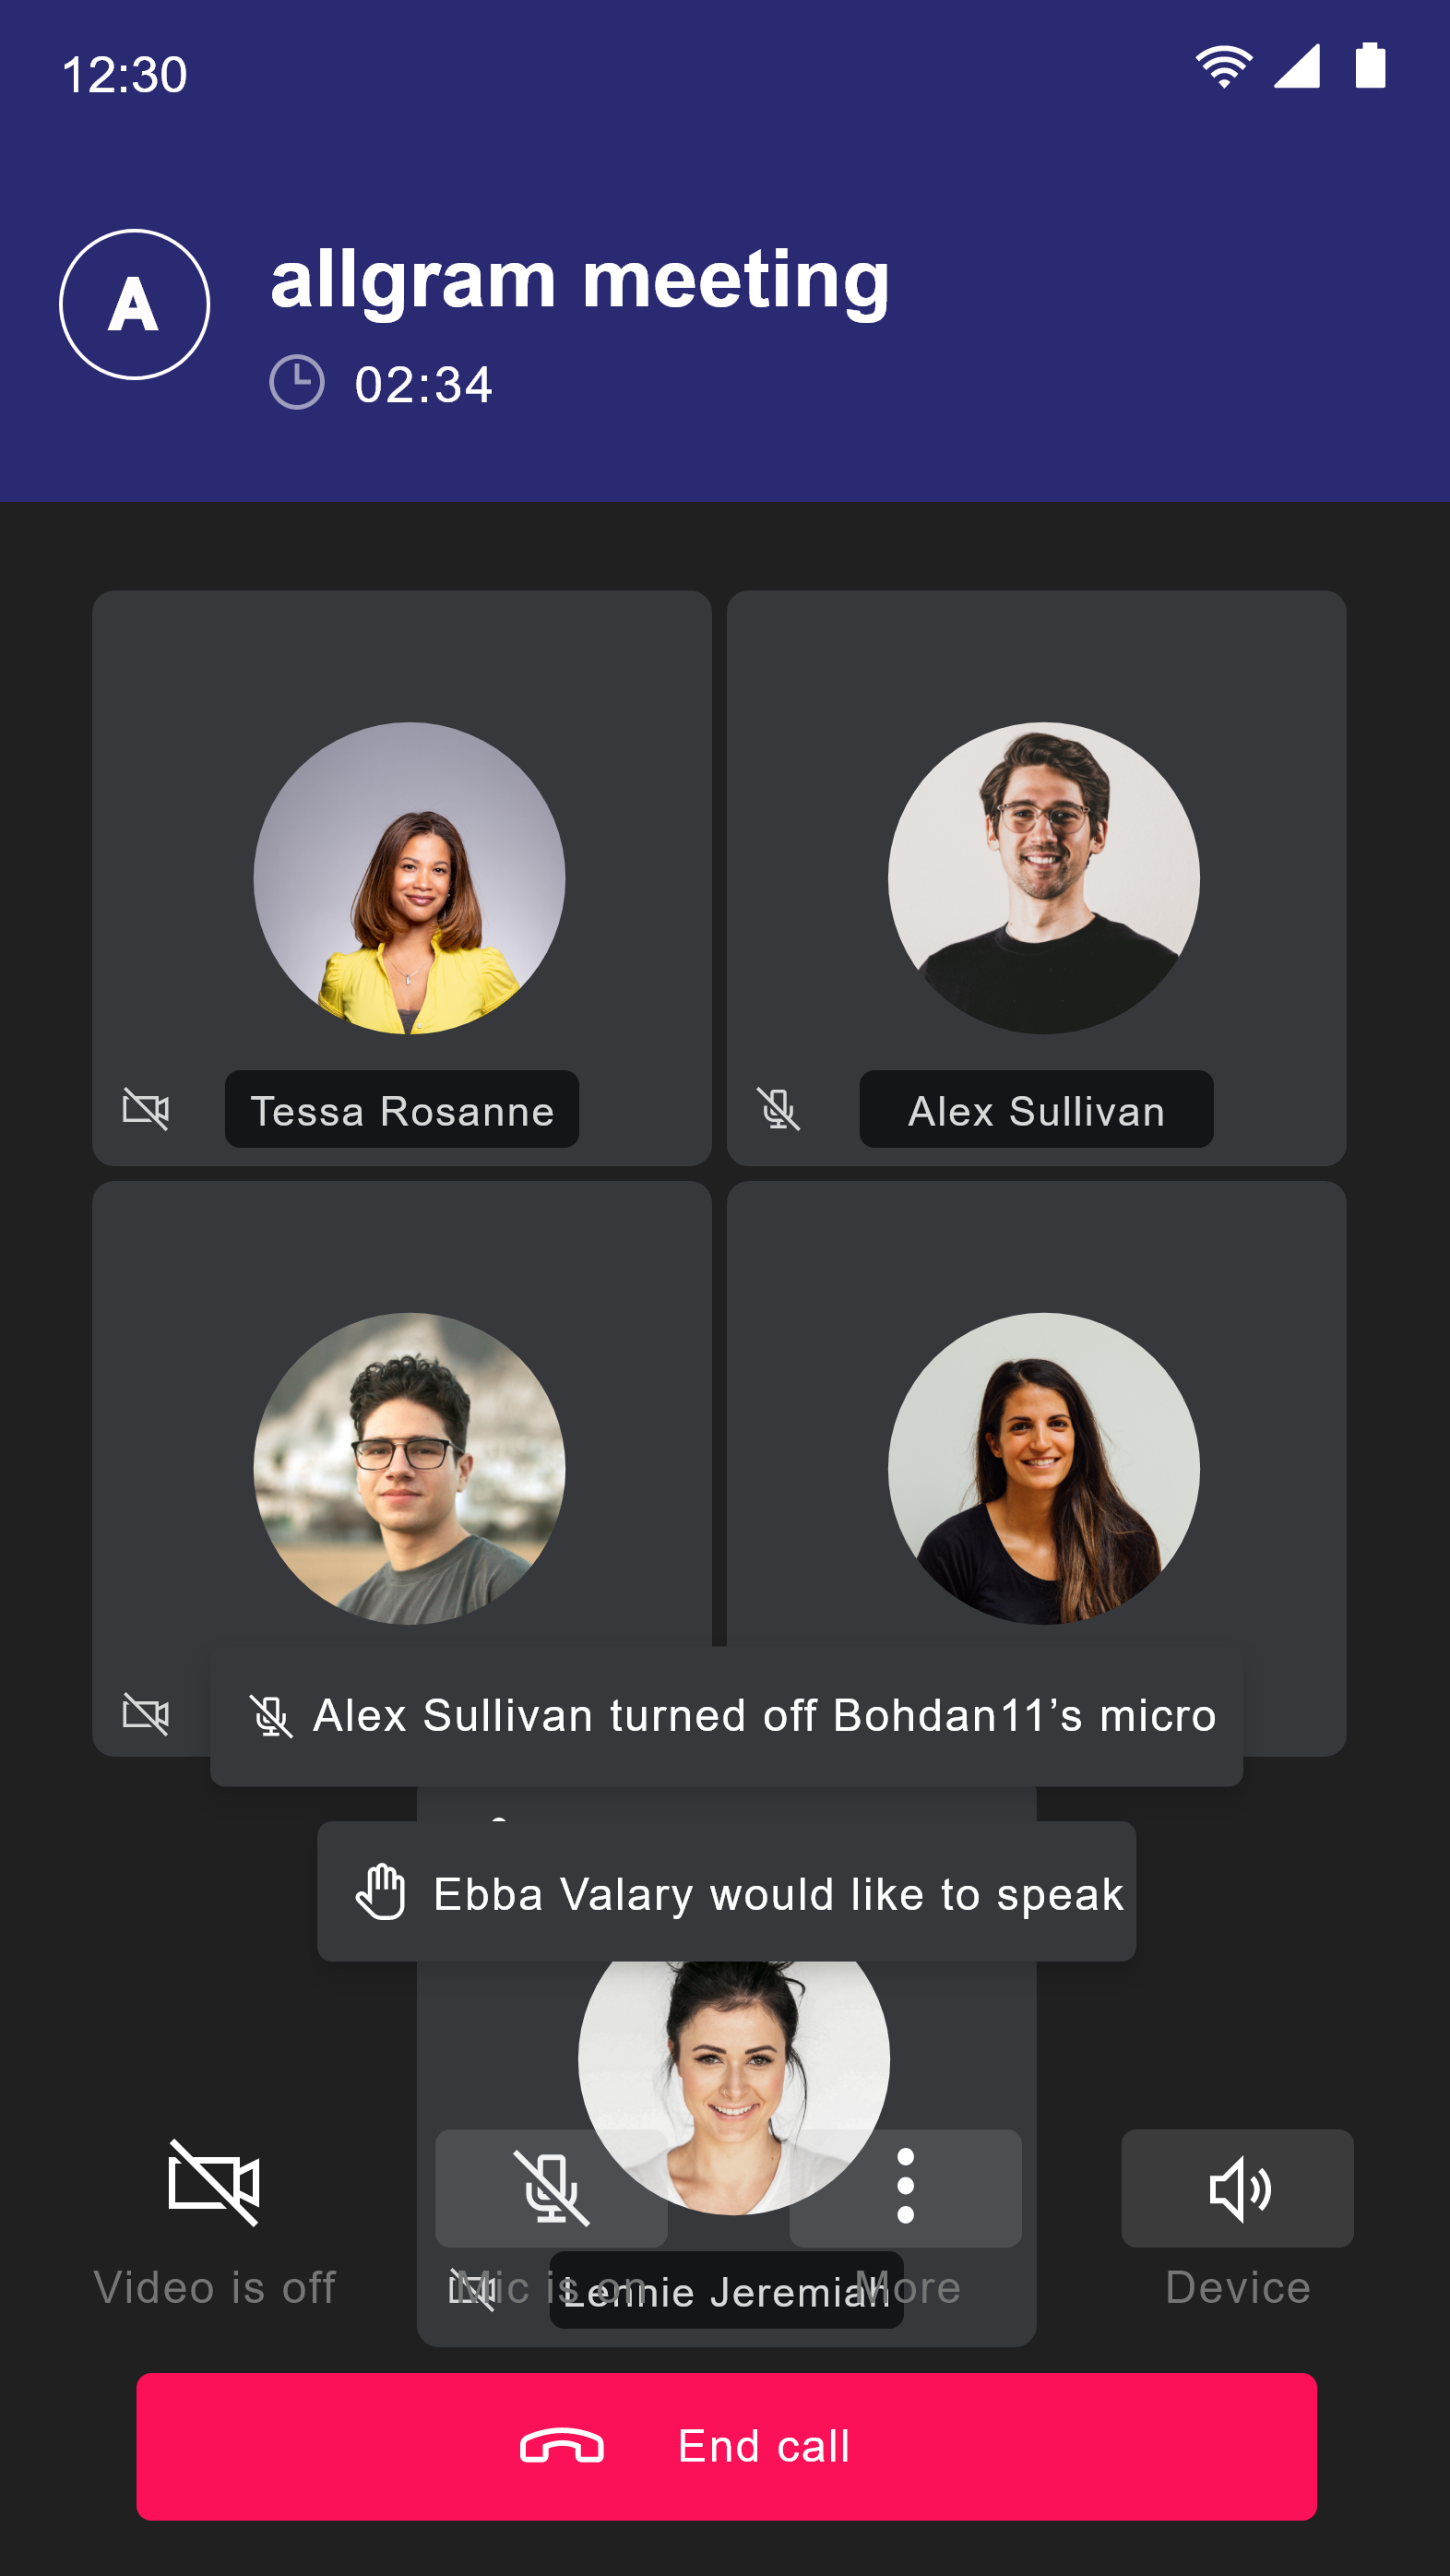 12:30
A
allgram meeting
02:34
Tessa Rosanne
Alex Sullivan
Alex Sullivan turned off Bohdan11’s micro
Ebba Valary would like to speak
Video is off
Mic is on
Lennie Jeremiah
More
Device
End call